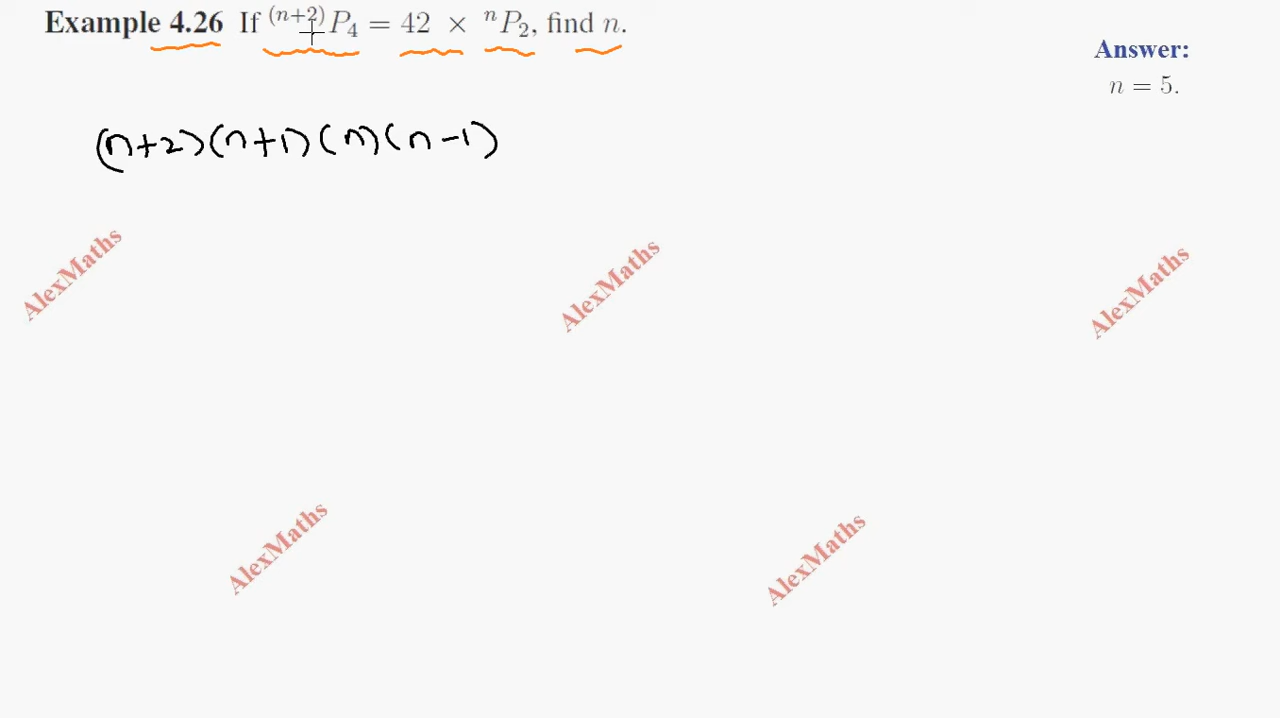 Example 4.26 If ⁽ⁿ⁺²⁾P₄ = 42 × ⁿP₂, find n.
Answer:
n = 5.
(n+2)(n+1)(n)(n-1)
AlexMaths
AlexMaths
AlexMaths
AlexMaths
AlexMaths